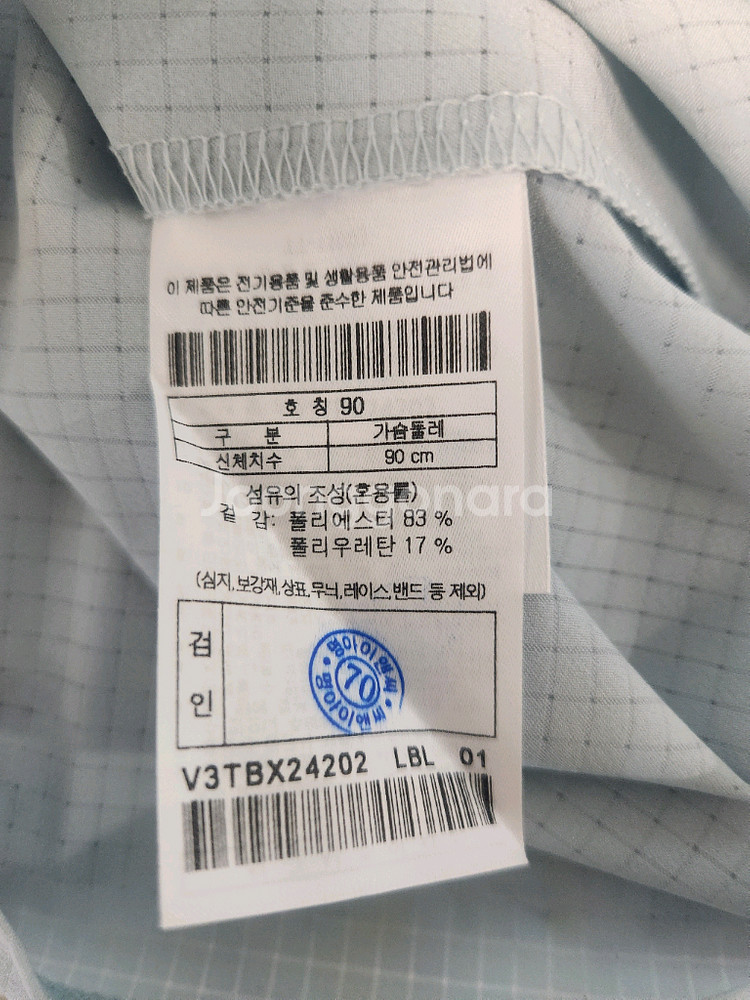 이 제품은 전기용품 및 생활용품 안전관리법에
따른 안전기준을 준수한 제품입니다
호 칭 90
구 분 가슴둘레
신체치수 90 cm
섬유의 조성(혼용률)
겉 감: 폴리에스터 83 %
폴리우레탄 17 %
(심지,보강재,상표,무늬,레이스,밴드 등 제외)
검
인
70
V3TBX24202 LBL 01
Joonggonara